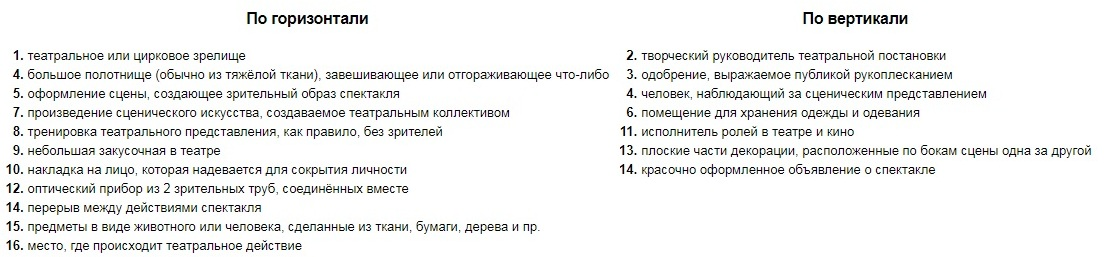 По горизонтали
1. театральное или цирковое зрелище
4. большое полотнище (обычно из тяжёлой ткани), завешивающее или отгораживающее что-либо
5. оформление сцены, создающее зрительный образ спектакля
7. произведение сценического искусства, создаваемое театральным коллективом
8. тренировка театрального представления, как правило, без зрителей
9. небольшая закусочная в театре
10. накладка на лицо, которая надевается для сокрытия личности
12. оптический прибор из 2 зрительных труб, соединённых вместе
14. перерыв между действиями спектакля
15. предметы в виде животного или человека, сделанные из ткани, бумаги, дерева и пр.
16. место, где происходит театральное действие
По вертикали
2. творческий руководитель театральной постановки
3. одобрение, выражаемое публикой рукоплесканием
4. человек, наблюдающий за сценическим представлением
6. помещение для хранения одежды и одевания
11. исполнитель ролей в театре и кино
13. плоские части декорации, расположенные по бокам сцены одна за другой
14. красочно оформленное объявление о спектакле